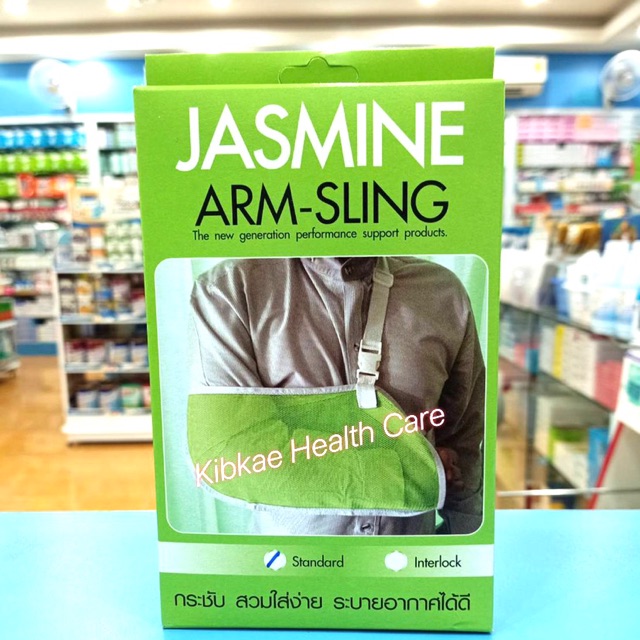 JASMINE
ARM-SLING
The new generation performance support products.
Kibkae Health Care
Standard Interlock
กระชับ สวมใส่ง่าย ระบายอากาศได้ดี